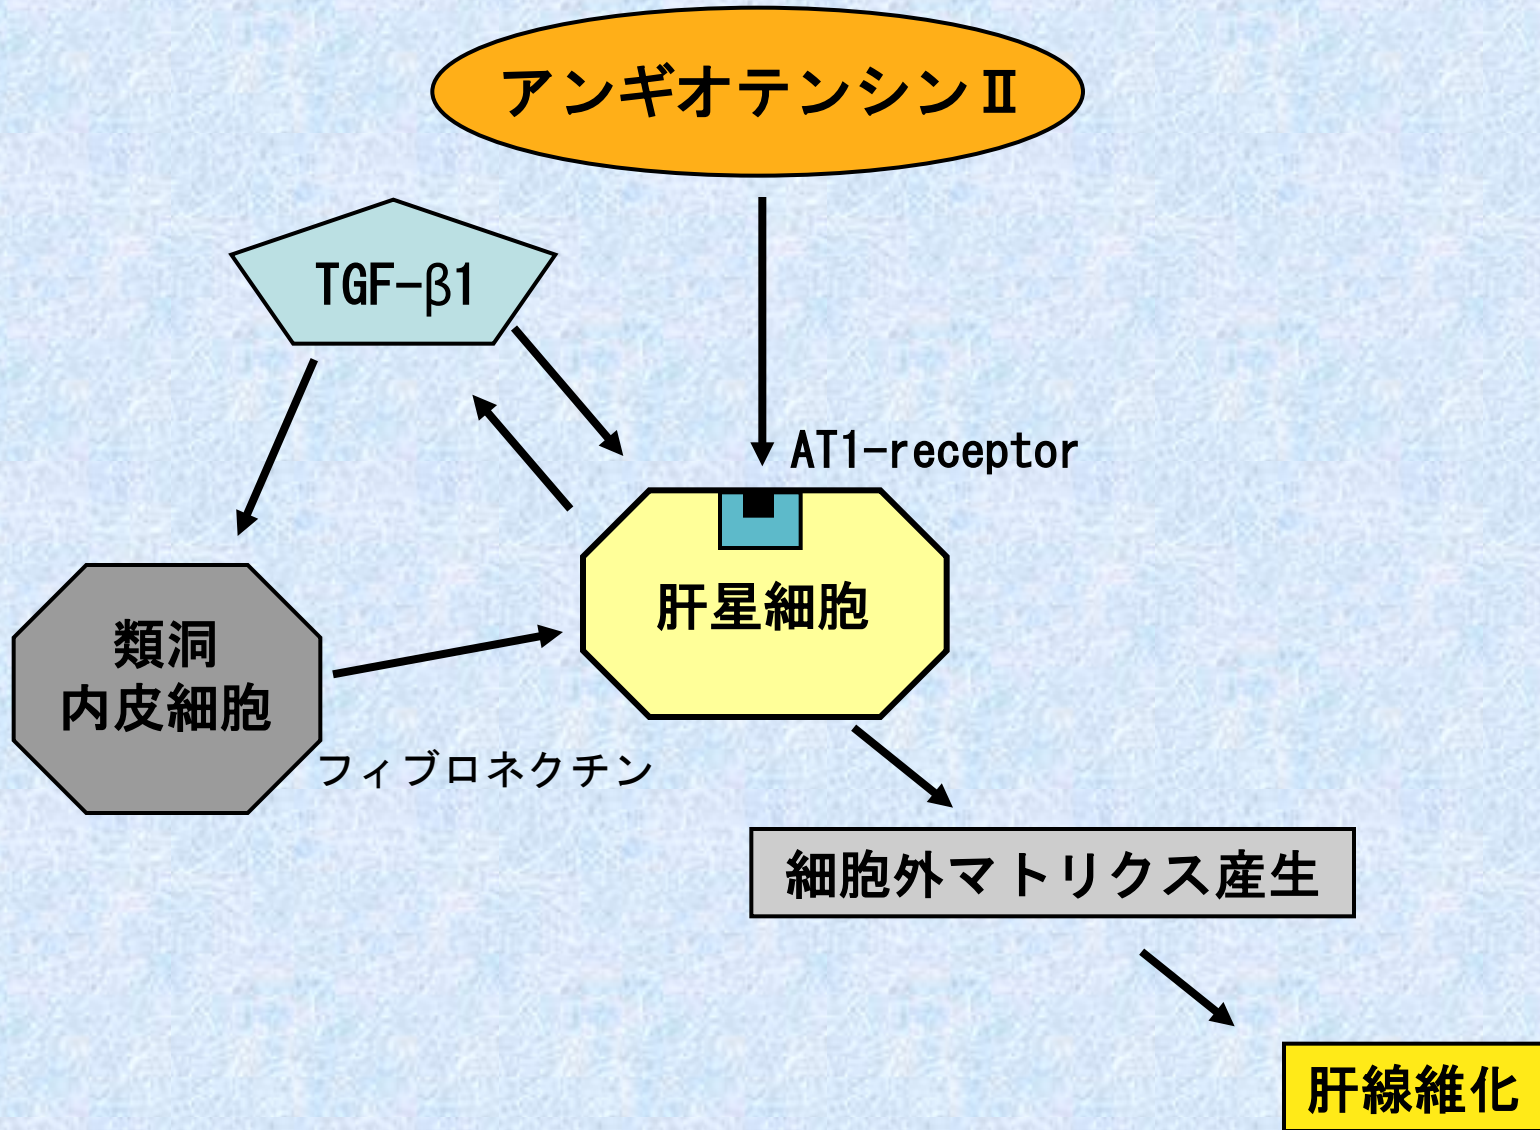 アンギオテンシンⅡ
TGF-β1
AT1-receptor
肝星細胞
類洞
内皮細胞
フィブロネクチン
細胞外マトリクス産生
肝線維化